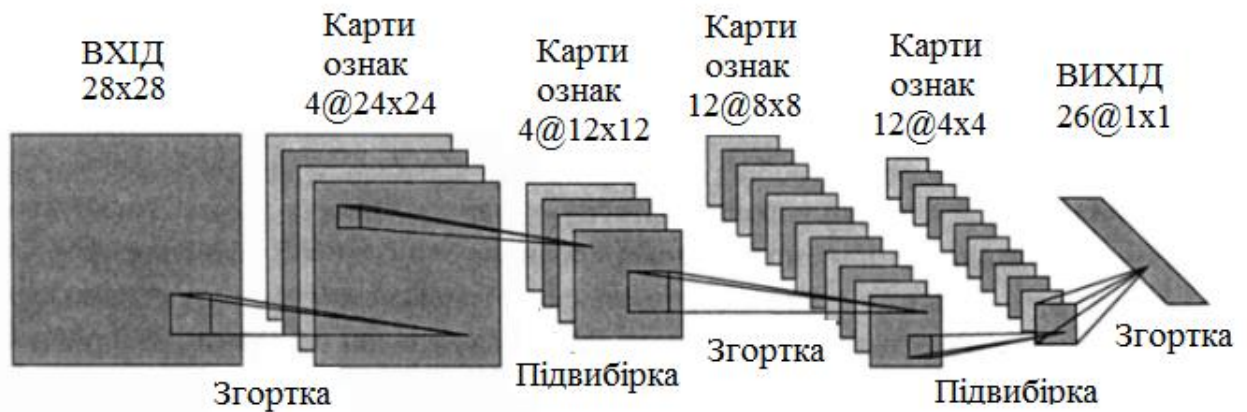 ВХІД
28x28
Карти
ознак
4@24x24
Карти
ознак
4@12x12
Карти
ознак
12@8x8
Карти
ознак
12@4x4
ВИХІД
26@1x1
Згортка
Підвибірка
Згортка
Підвибірка
Згортка